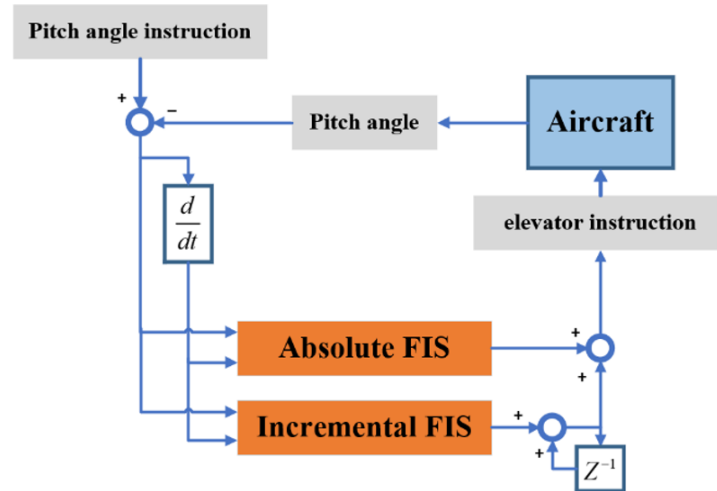 Pitch angle instruction
+
−
Pitch angle
Aircraft
d
dt
elevator instruction
Absolute FIS
+
+
Incremental FIS
+
+
Z⁻¹